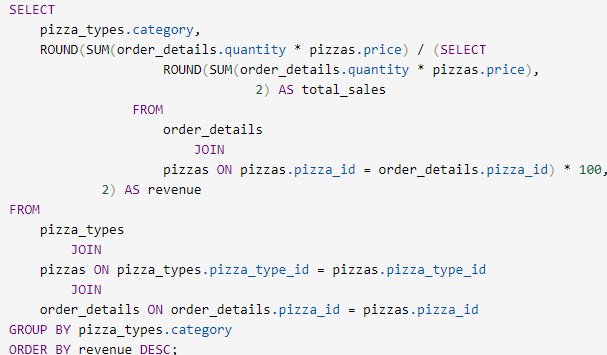 SELECT
pizza_types.category,
ROUND(SUM(order_details.quantity * pizzas.price) / (SELECT
ROUND(SUM(order_details.quantity * pizzas.price),
2) AS total_sales
FROM
order_details
JOIN
pizzas ON pizzas.pizza_id = order_details.pizza_id) * 100,
2) AS revenue
FROM
pizza_types
JOIN
pizzas ON pizza_types.pizza_type_id = pizzas.pizza_type_id
JOIN
order_details ON order_details.pizza_id = pizzas.pizza_id
GROUP BY pizza_types.category
ORDER BY revenue DESC;